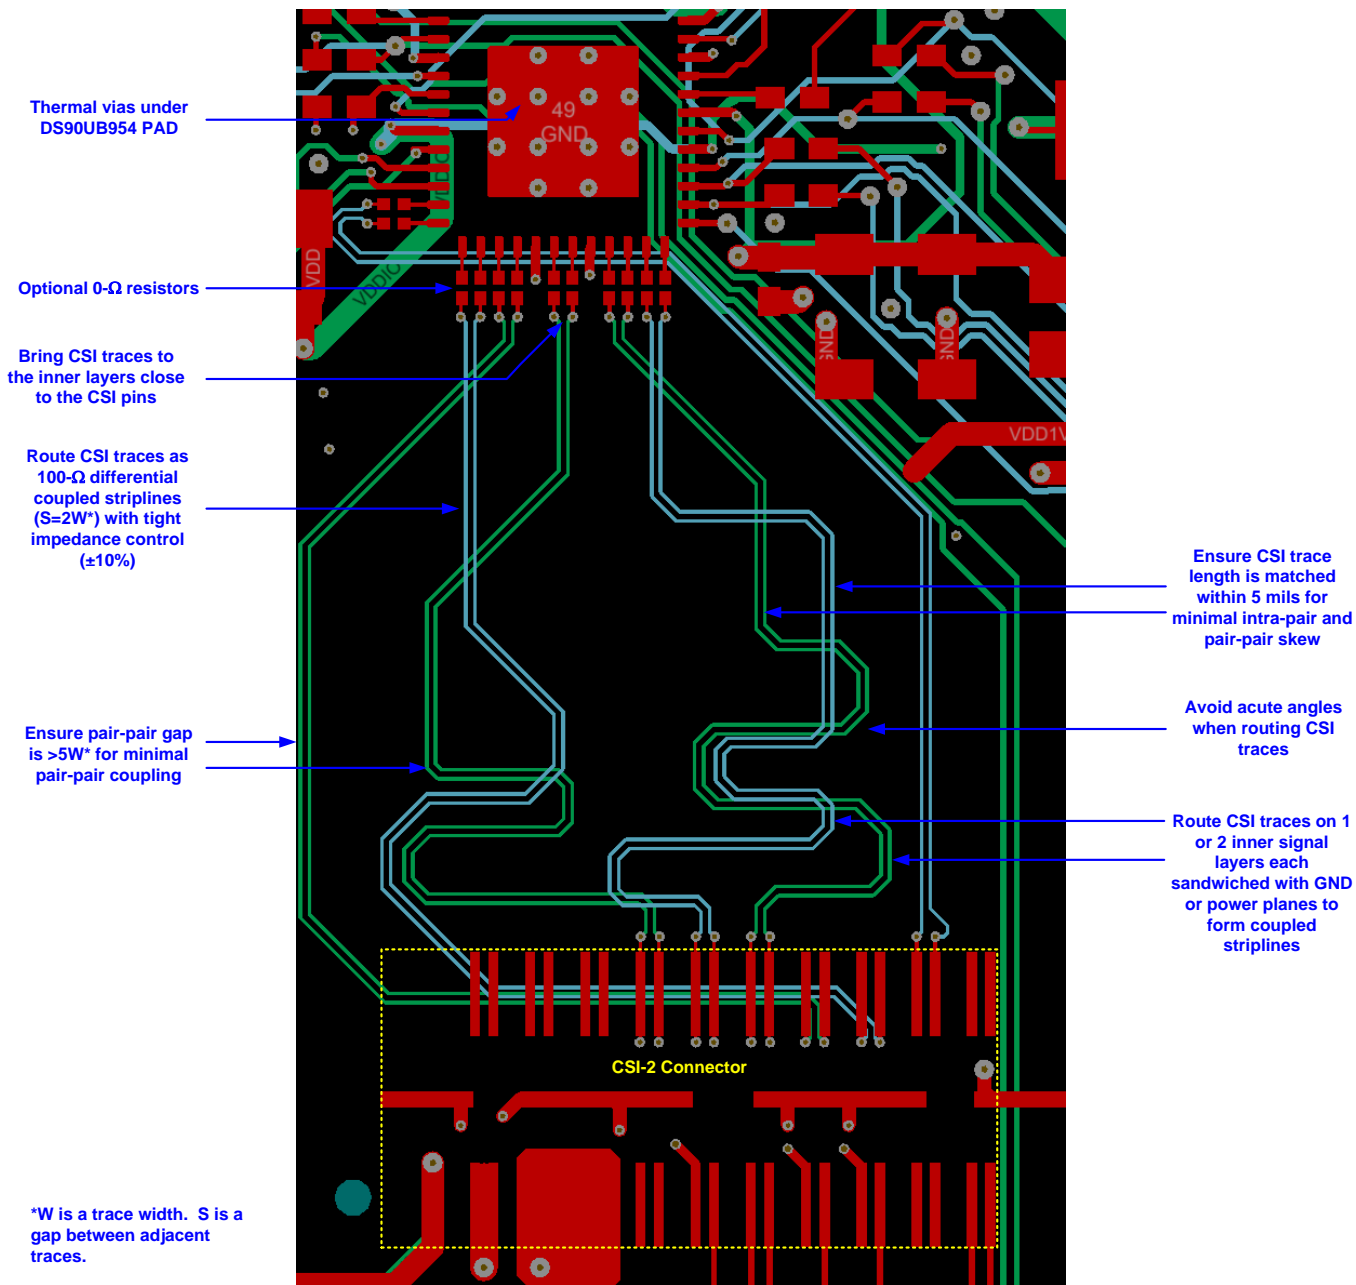 Thermal vias under
DS90UB954 PAD
49
GND
VDDIO
VDD
VDDIO
Optional 0-Ω resistors
Bring CSI traces to
the inner layers close
to the CSI pins
GND
GND
VDD1V
Route CSI traces as
100-Ω differential
coupled striplines
(S=2W*) with tight
impedance control
(±10%)
Ensure CSI trace
length is matched
within 5 mils for
minimal intra-pair and
pair-pair skew
Ensure pair-pair gap
is >5W* for minimal
pair-pair coupling
Avoid acute angles
when routing CSI
traces
Route CSI traces on 1
or 2 inner signal
layers each
sandwiched with GND
or power planes to
form coupled
striplines
CSI-2 Connector
*W is a trace width.  S is a
gap between adjacent
traces.